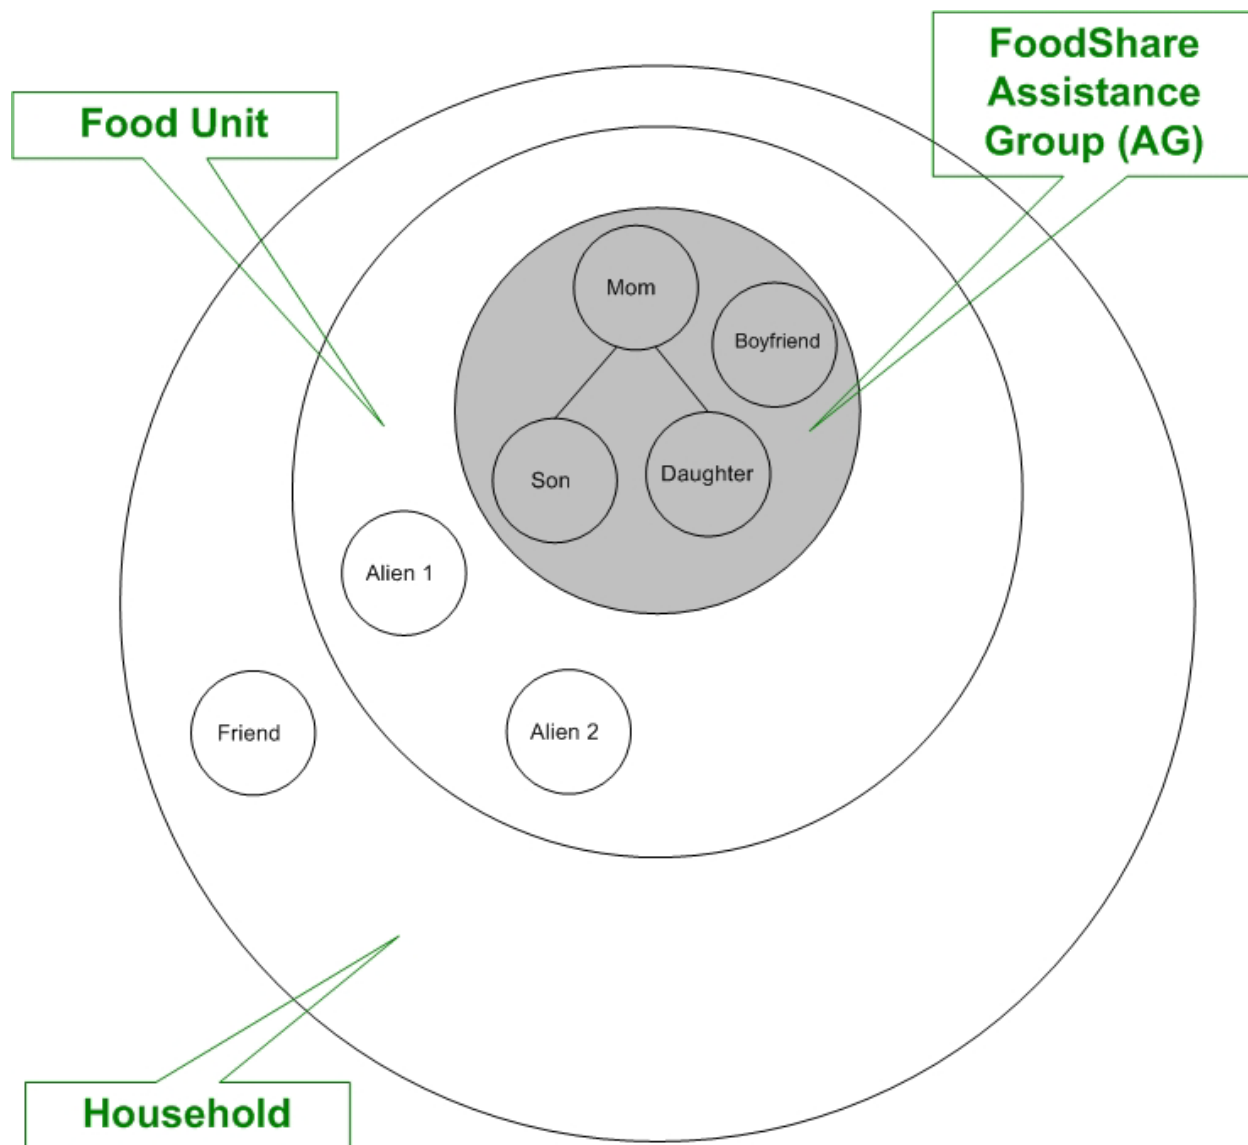 FoodShare
Assistance
Group (AG)
Food Unit
Mom
Boyfriend
Son
Daughter
Alien 1
Friend
Alien 2
Household